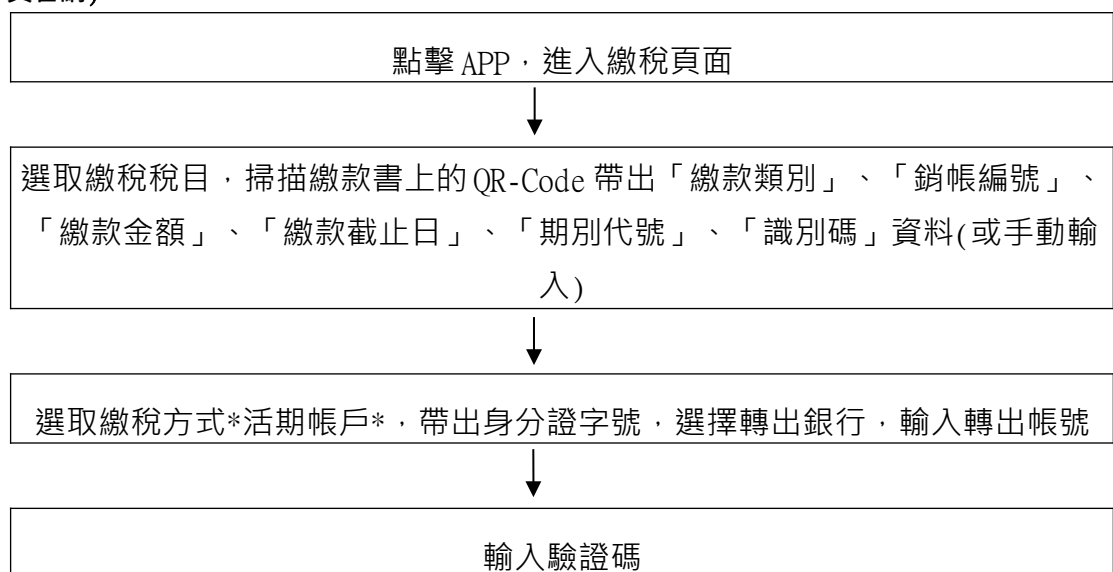 點擊 APP，進入繳稅頁面
選取繳稅稅目，掃描繳款書上的 QR-Code 帶出「繳款類別」、「銷帳編號」、
「繳款金額」、「繳款截止日」、「期別代號」、「識別碼」資料(或手動輸
入)
選取繳稅方式*活期帳戶*，帶出身分證字號，選擇轉出銀行，輸入轉出帳號
輸入驗證碼